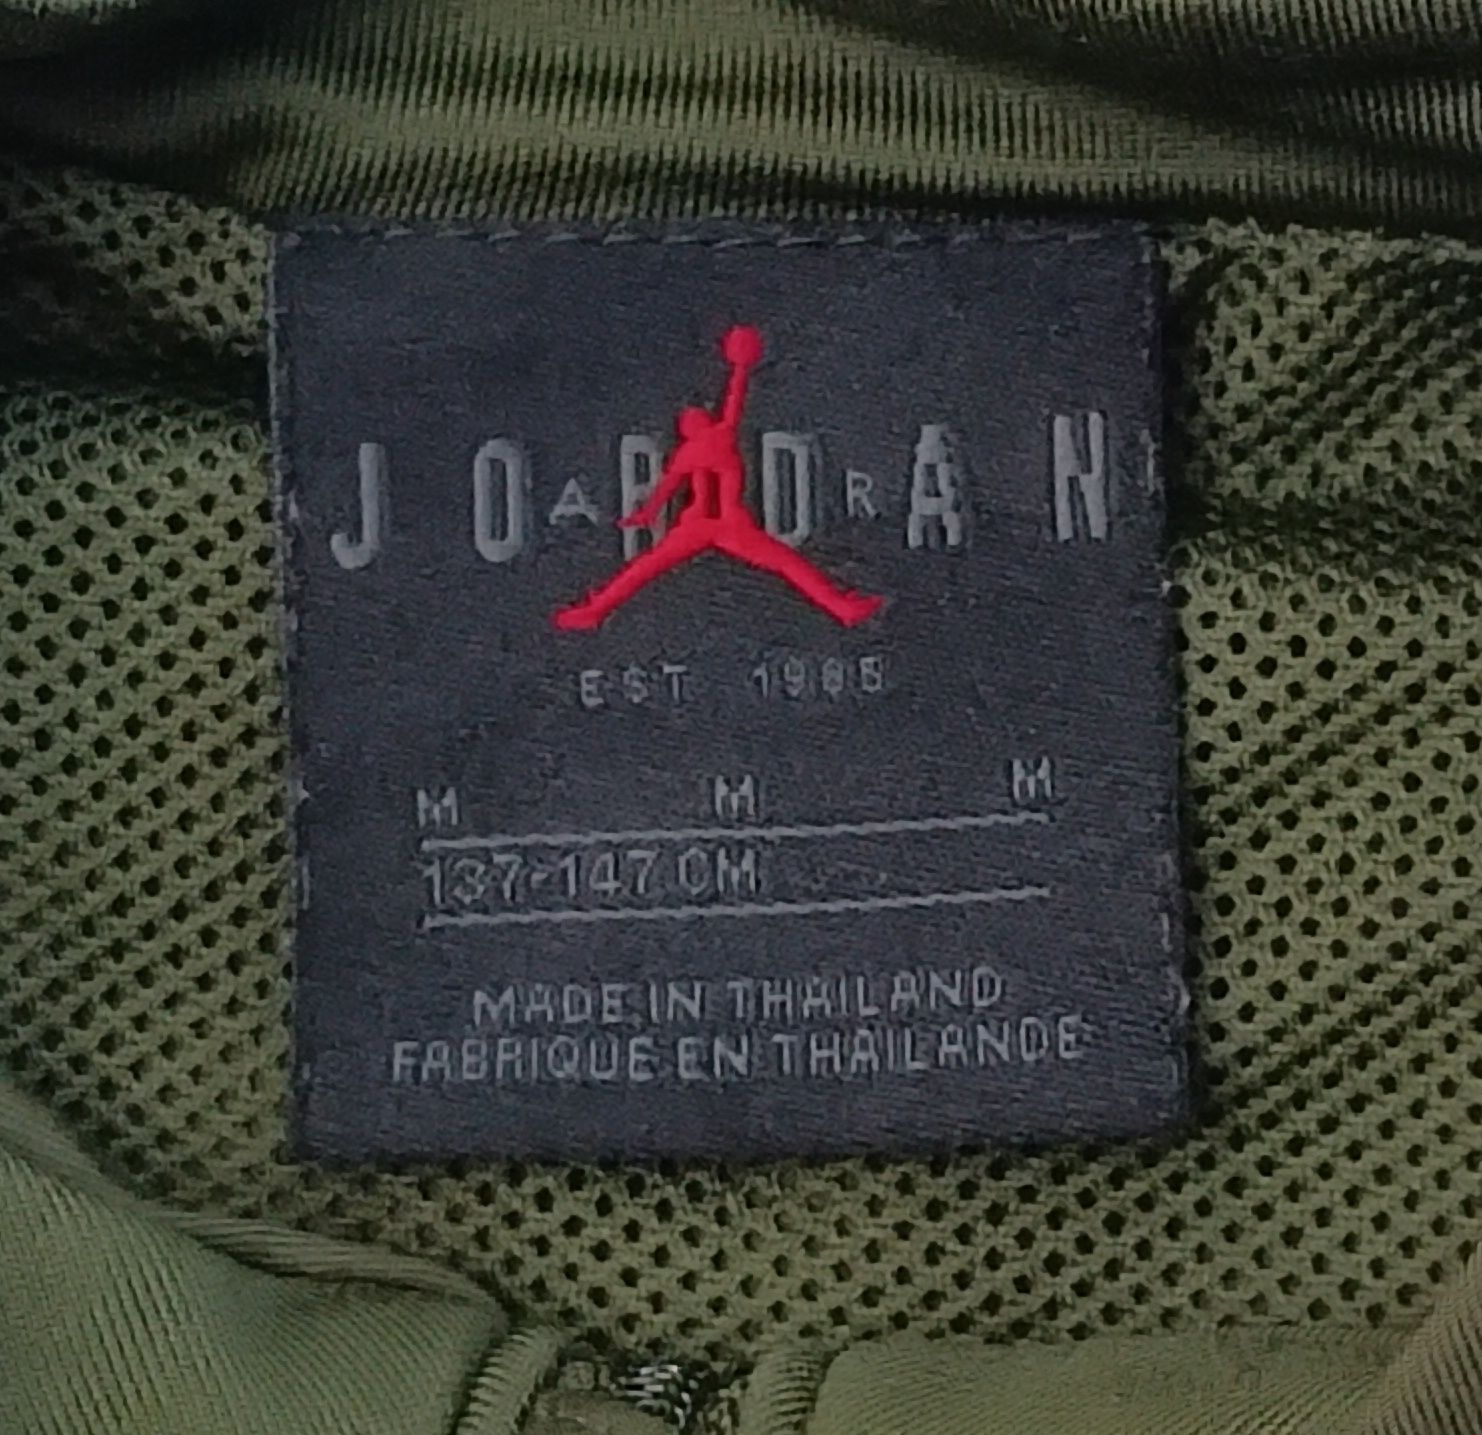 JORDAN
AIR
EST 1985
M M M
137-147 CM
MADE IN THAILAND
FABRIQUE EN THAILANDE